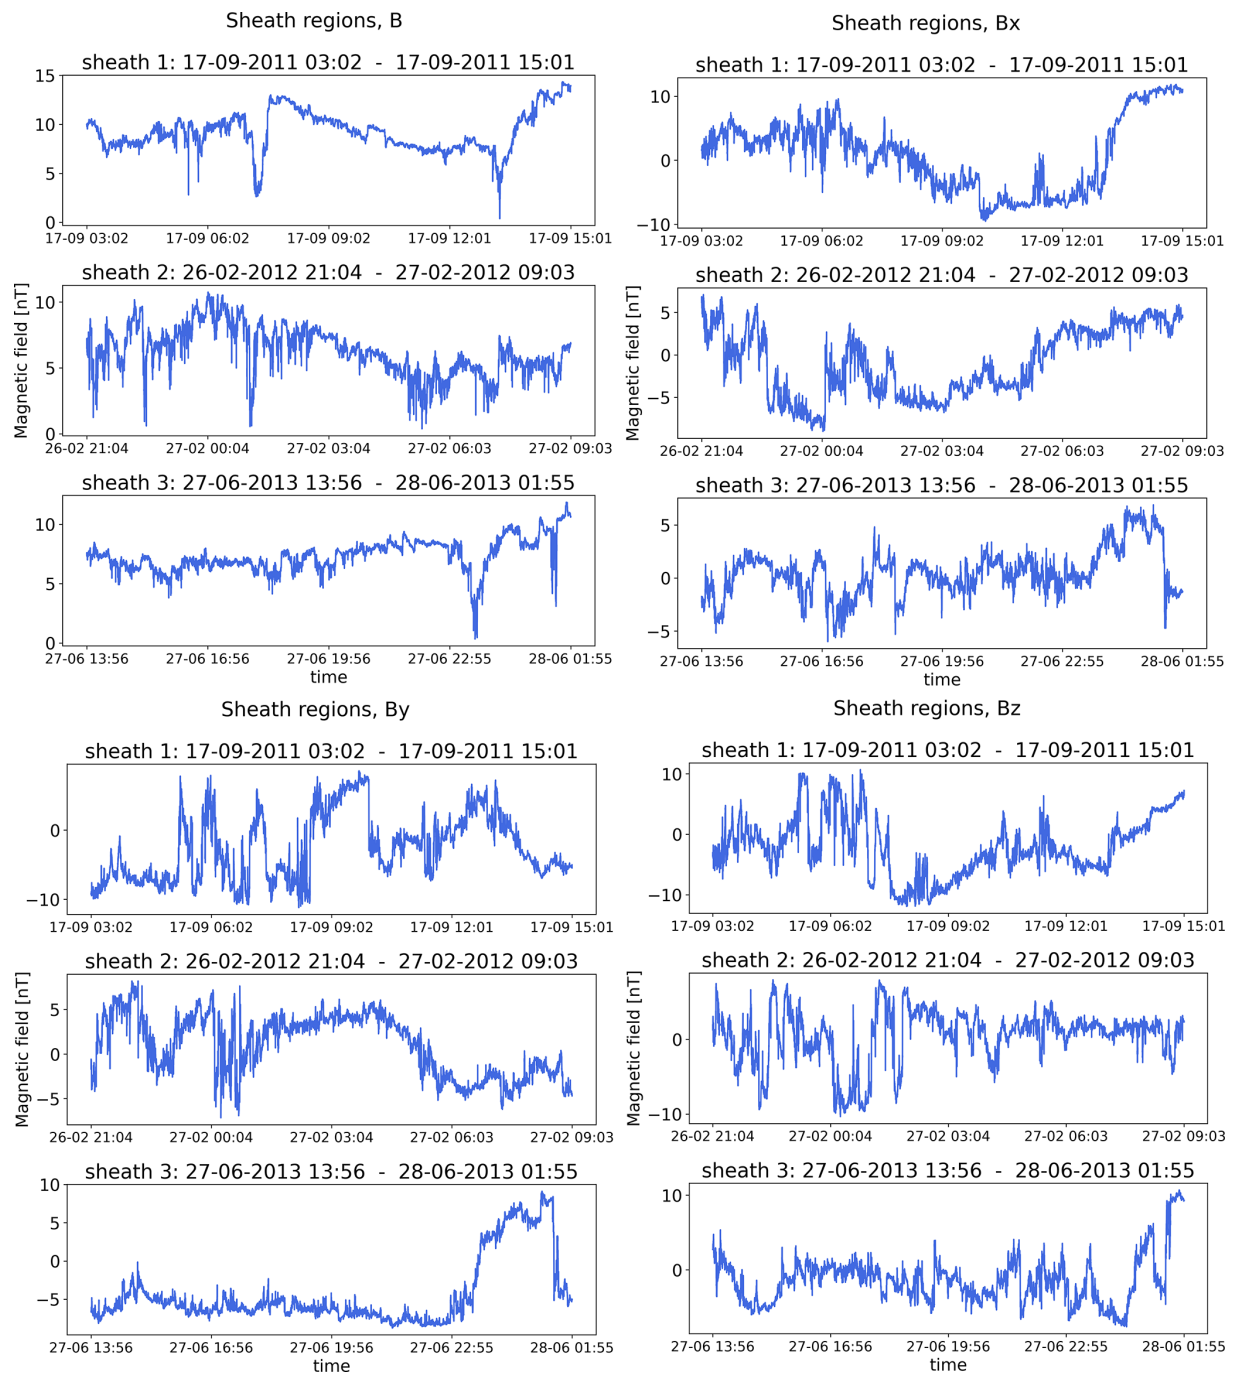 Sheath regions, B
sheath 1: 17-09-2011 03:02 - 17-09-2011 15:01
15
10
5
0
17-09 03:02 17-09 06:02 17-09 09:02 17-09 12:01 17-09 15:01
sheath 2: 26-02-2012 21:04 - 27-02-2012 09:03
Magnetic field [nT]
10
5
0
26-02 21:04 27-02 00:04 27-02 03:04 27-02 06:03 27-02 09:03
sheath 3: 27-06-2013 13:56 - 28-06-2013 01:55
10
5
0
27-06 13:56 27-06 16:56 27-06 19:56 27-06 22:55 28-06 01:55
time
Sheath regions, Bx
sheath 1: 17-09-2011 03:02 - 17-09-2011 15:01
10
0
−10
17-09 03:02 17-09 06:02 17-09 09:02 17-09 12:01 17-09 15:01
sheath 2: 26-02-2012 21:04 - 27-02-2012 09:03
Magnetic field [nT]
5
0
−5
26-02 21:04 27-02 00:04 27-02 03:04 27-02 06:03 27-02 09:03
sheath 3: 27-06-2013 13:56 - 28-06-2013 01:55
5
0
−5
27-06 13:56 27-06 16:56 27-06 19:56 27-06 22:55 28-06 01:55
time
Sheath regions, By
sheath 1: 17-09-2011 03:02 - 17-09-2011 15:01
0
−10
17-09 03:02 17-09 06:02 17-09 09:02 17-09 12:01 17-09 15:01
sheath 2: 26-02-2012 21:04 - 27-02-2012 09:03
Magnetic field [nT]
5
0
−5
26-02 21:04 27-02 00:04 27-02 03:04 27-02 06:03 27-02 09:03
sheath 3: 27-06-2013 13:56 - 28-06-2013 01:55
10
5
0
−5
27-06 13:56 27-06 16:56 27-06 19:56 27-06 22:55 28-06 01:55
time
Sheath regions, Bz
sheath 1: 17-09-2011 03:02 - 17-09-2011 15:01
10
0
−10
17-09 03:02 17-09 06:02 17-09 09:02 17-09 12:01 17-09 15:01
sheath 2: 26-02-2012 21:04 - 27-02-2012 09:03
Magnetic field [nT]
0
−10
26-02 21:04 27-02 00:04 27-02 03:04 27-02 06:03 27-02 09:03
sheath 3: 27-06-2013 13:56 - 28-06-2013 01:55
10
0
27-06 13:56 27-06 16:56 27-06 19:56 27-06 22:55 28-06 01:55
time